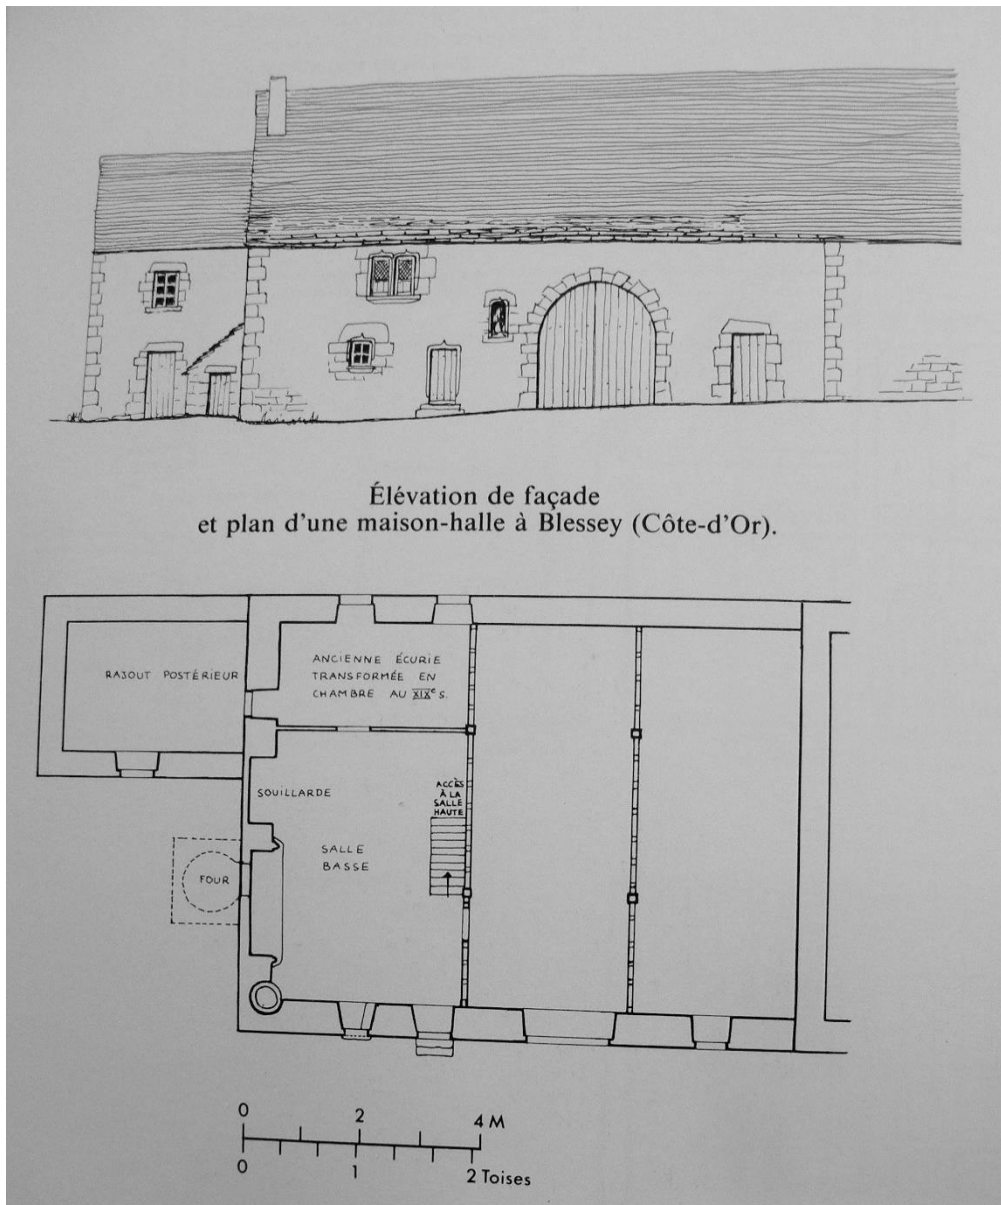 Élévation de façade
et plan d'une maison-halle à Blessey (Côte-d'Or).
RAJOUT POSTÉRIEUR
ANCIENNE ÉCURIE
TRANSFORMÉE EN
CHAMBRE AU XIXe S.
SOUILLARDE
ACCÈS
À LA
SALLE
HAUTE
SALLE
BASSE
FOUR
0 2 4 M
0 1 2 Toises